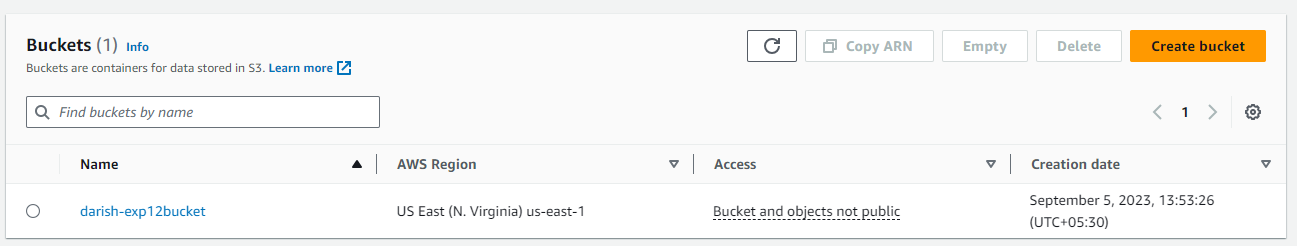 Buckets (1) Info
Copy ARN Empty Delete Create bucket
Buckets are containers for data stored in S3. Learn more
Find buckets by name
1
Name AWS Region Access Creation date
darish-exp12bucket US East (N. Virginia) us-east-1 Bucket and objects not public September 5, 2023, 13:53:26
(UTC+05:30)